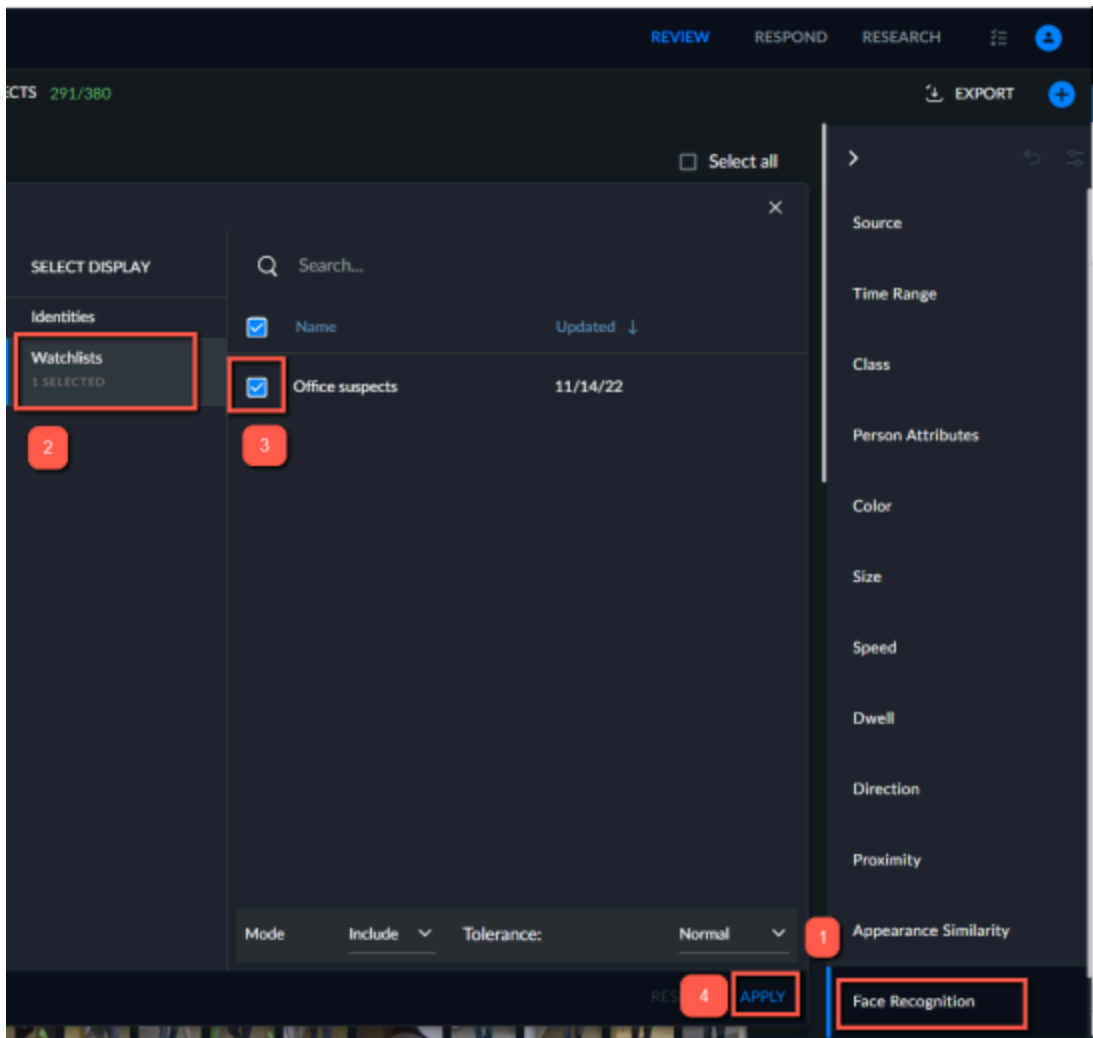 REVIEW RESPOND RESEARCH
ECTS 291/380 EXPORT
Select all
Source
SELECT DISPLAY Search...
Time Range
Identities
Name Updated
Watchlists
Class
1 SELECTED
Office suspects 11/14/22
2
3
Person Attributes
Color
Size
Speed
Dwell
Direction
Proximity
Mode Include Tolerance: Normal
1 Appearance Similarity
RES 4 APPLY
Face Recognition